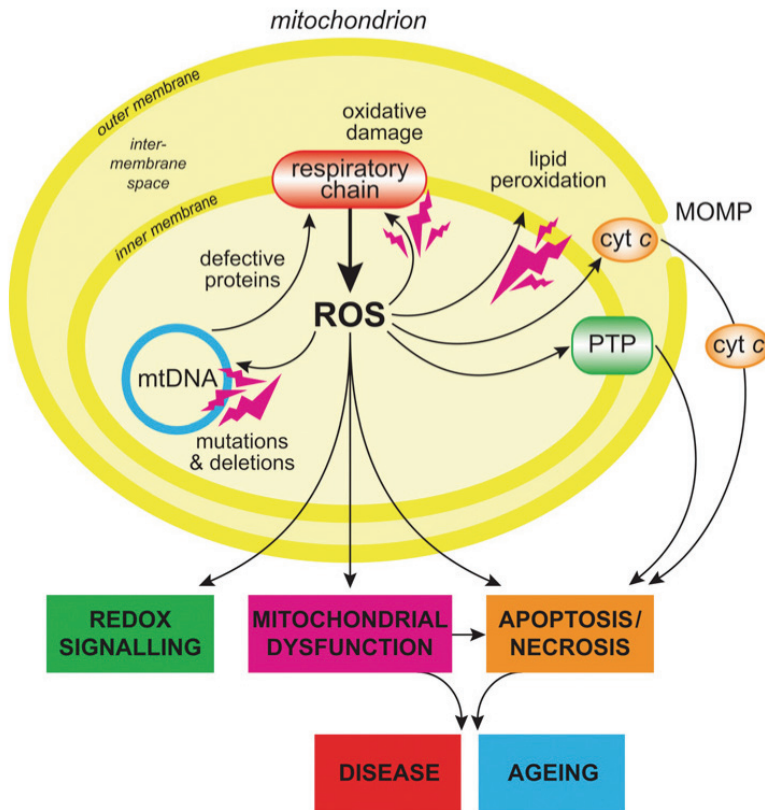 mitochondrion
outer membrane
inter-
membrane
space
inner membrane
oxidative
damage
respiratory
chain
lipid
peroxidation
MOMP
cyt c
defective
proteins
ROS
PTP
cyt c
mtDNA
mutations
& deletions
REDOX
SIGNALLING
MITOCHONDRIAL
DYSFUNCTION
APOPTOSIS/
NECROSIS
DISEASE
AGEING